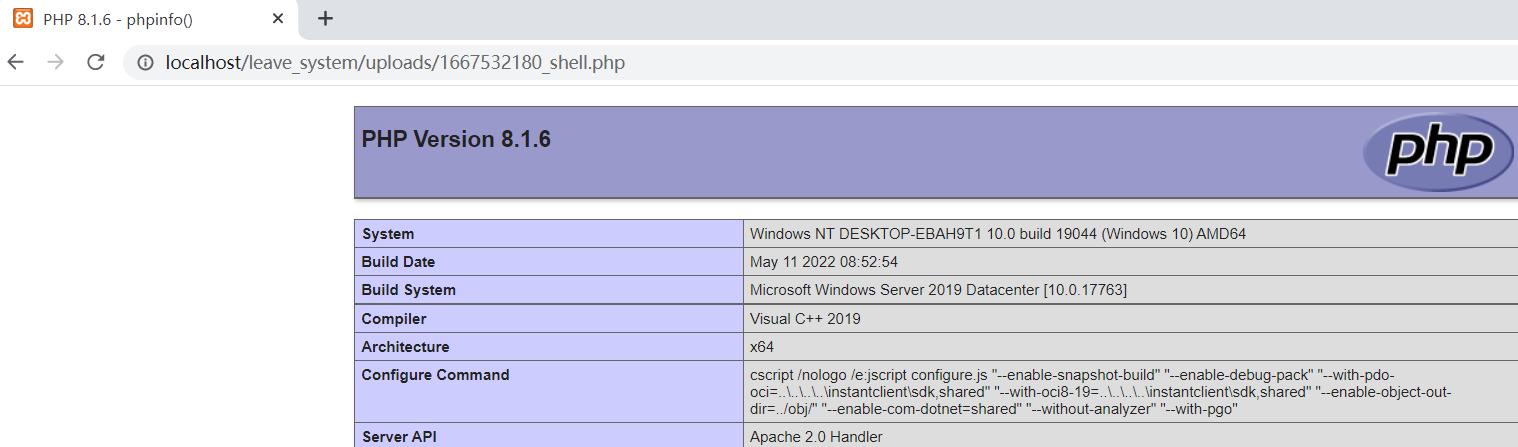 PHP 8.1.6 - phpinfo()
localhost/leave_system/uploads/1667532180_shell.php
PHP Version 8.1.6
php
System Windows NT DESKTOP-EBAH9T1 10.0 build 19044 (Windows 10) AMD64
Build Date May 11 2022 08:52:54
Build System Microsoft Windows Server 2019 Datacenter [10.0.17763]
Compiler Visual C++ 2019
Architecture x64
Configure Command cscript /nologo /e:jscript configure.js "--enable-snapshot-build" "--enable-debug-pack" "--with-pdo-
oci=..\..\..\..\instantclient\sdk,shared" "--with-oci8-19=..\..\..\..\instantclient\sdk,shared" "--enable-object-out-
dir=../obj/" "--enable-com-dotnet=shared" "--without-analyzer" "--with-pgo"
Server API Apache 2.0 Handler